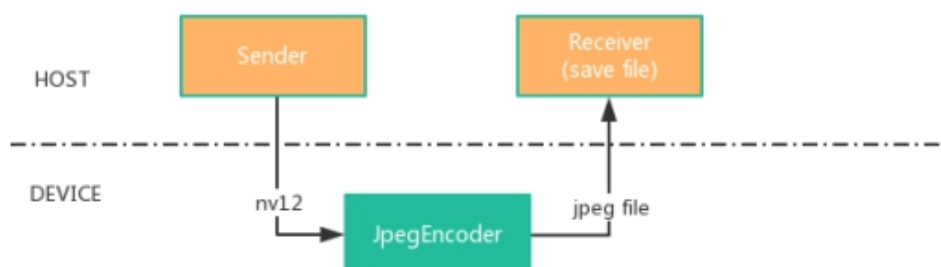 Sender
Receiver
(save file)
HOST
DEVICE
nv12
jpeg file
JpegEncoder